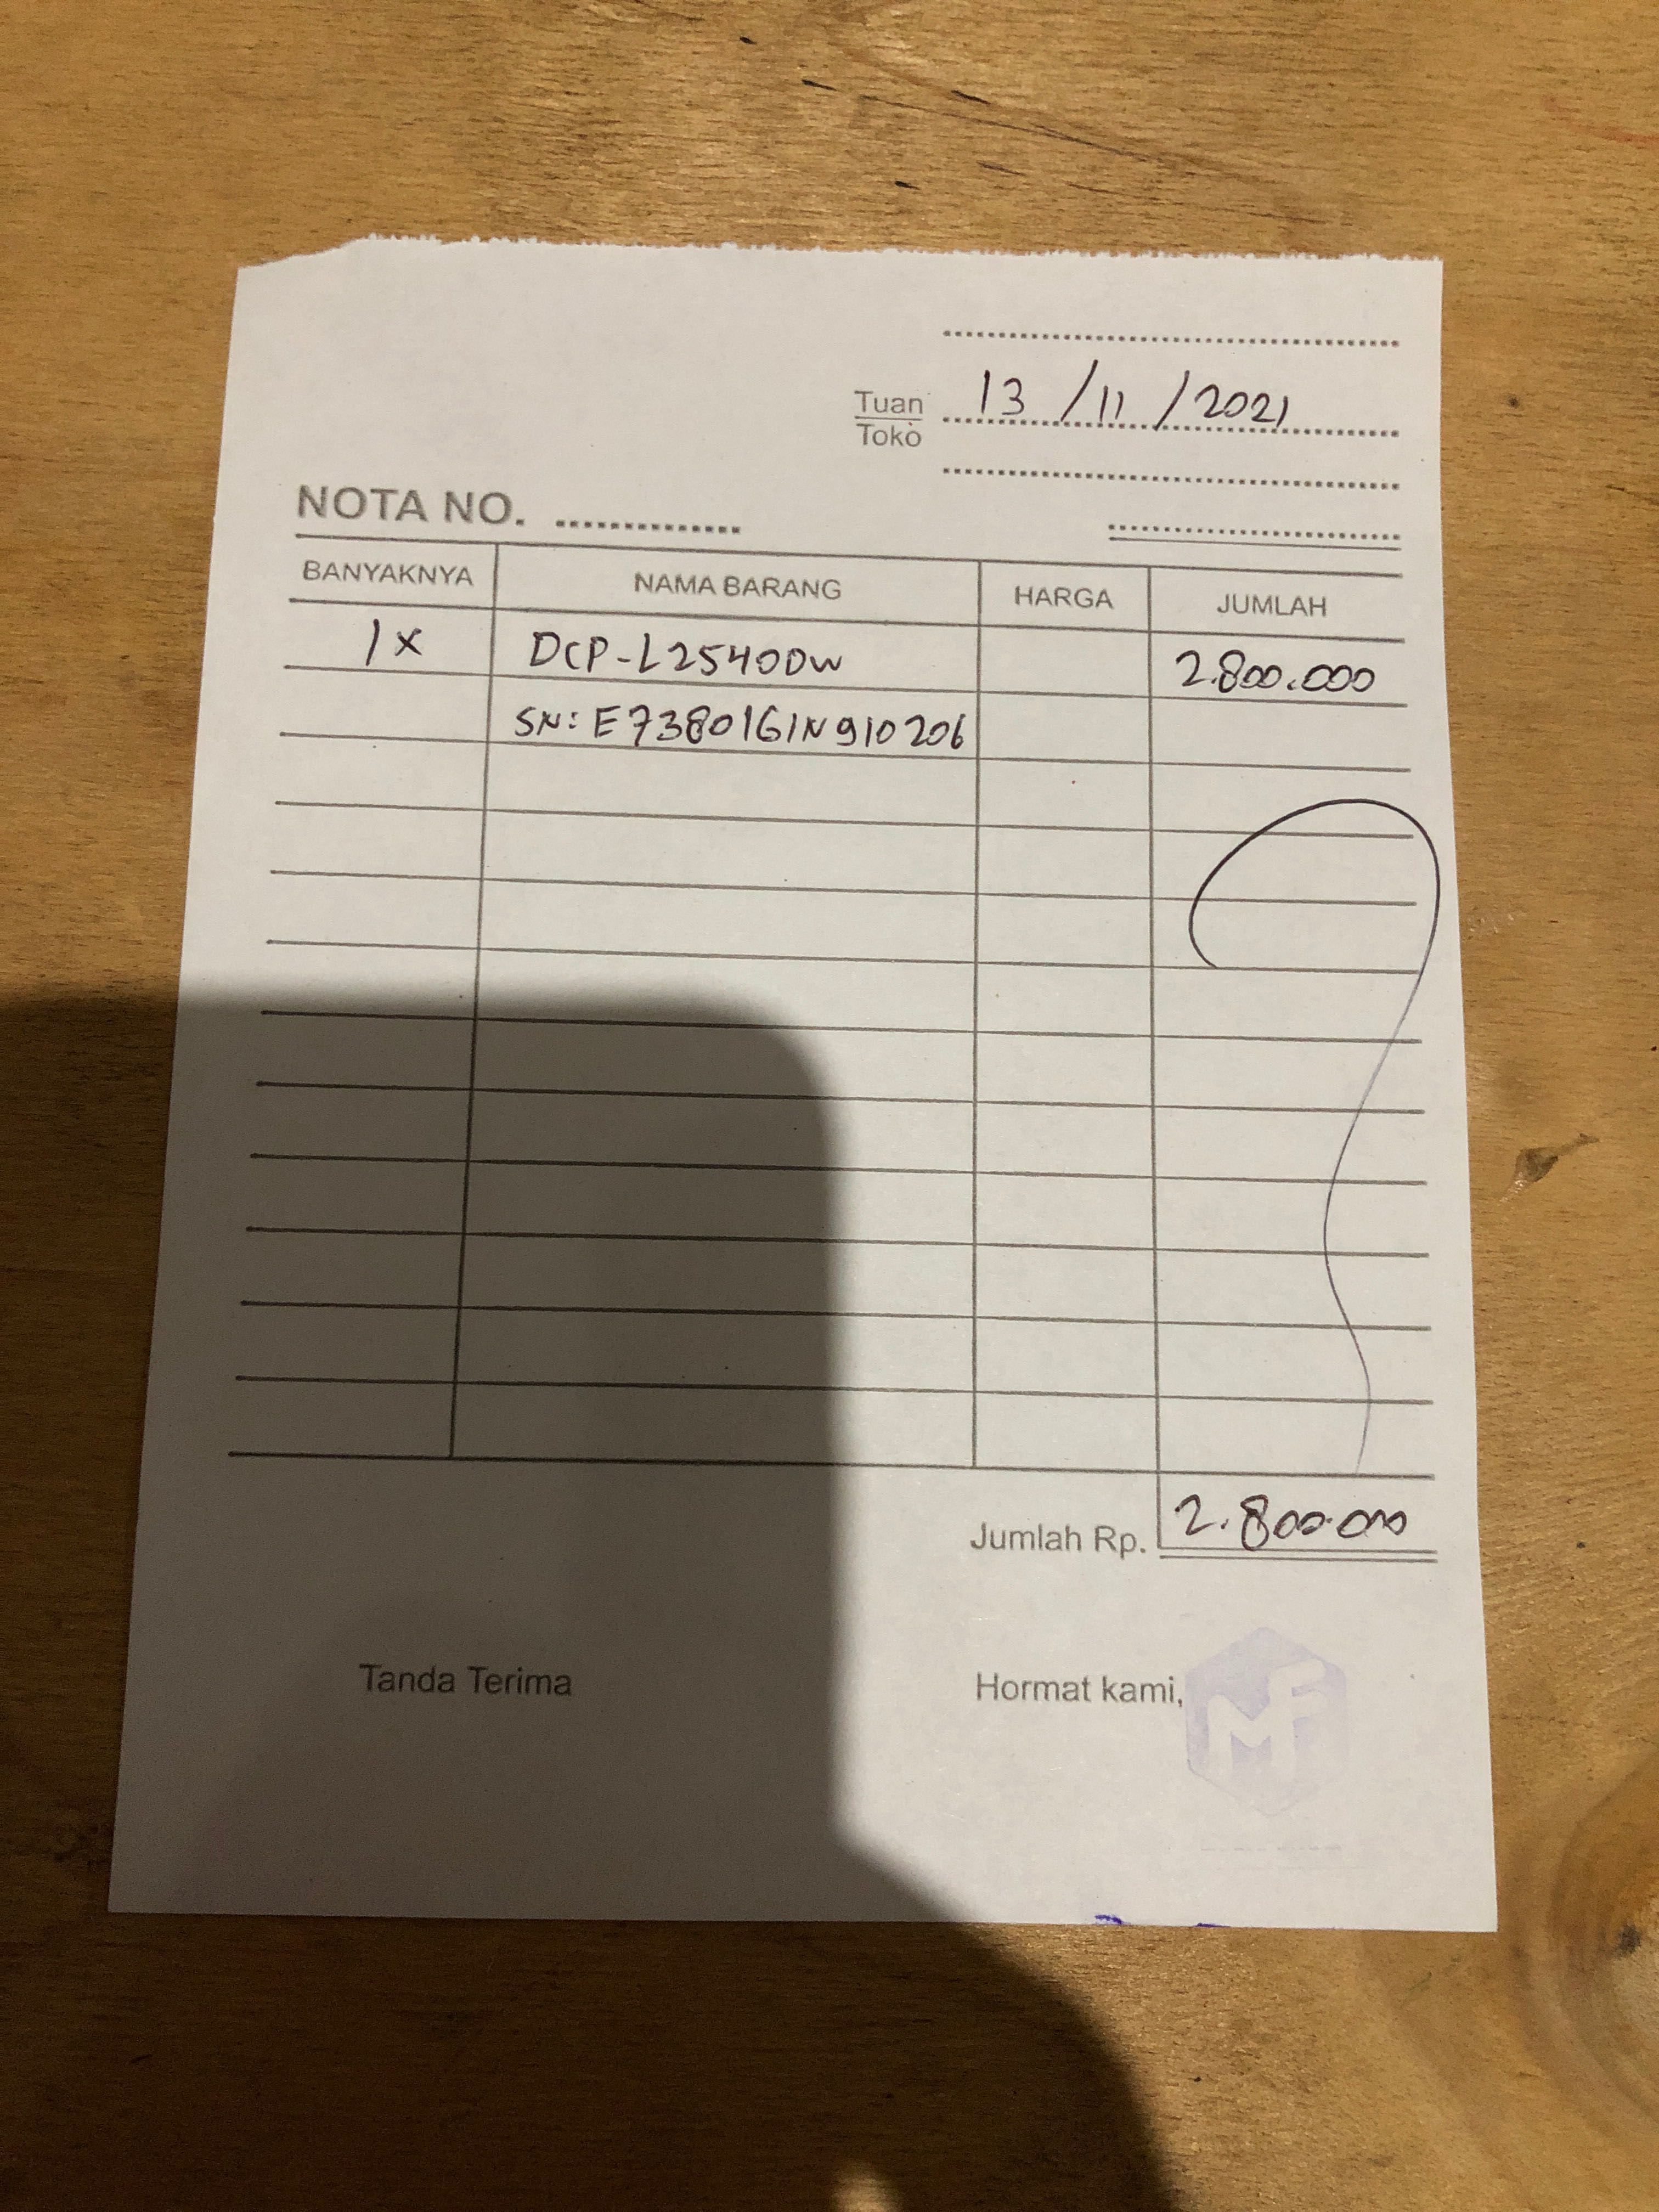 13/11/2021
Tuan
Toko
NOTA NO.
BANYAKNYA NAMA BARANG HARGA JUMLAH
1x DCP-L2540DW 2.800.000
SN: E73801G1N910206
Jumlah Rp. 2.800.000
Tanda Terima Hormat kami,
MF